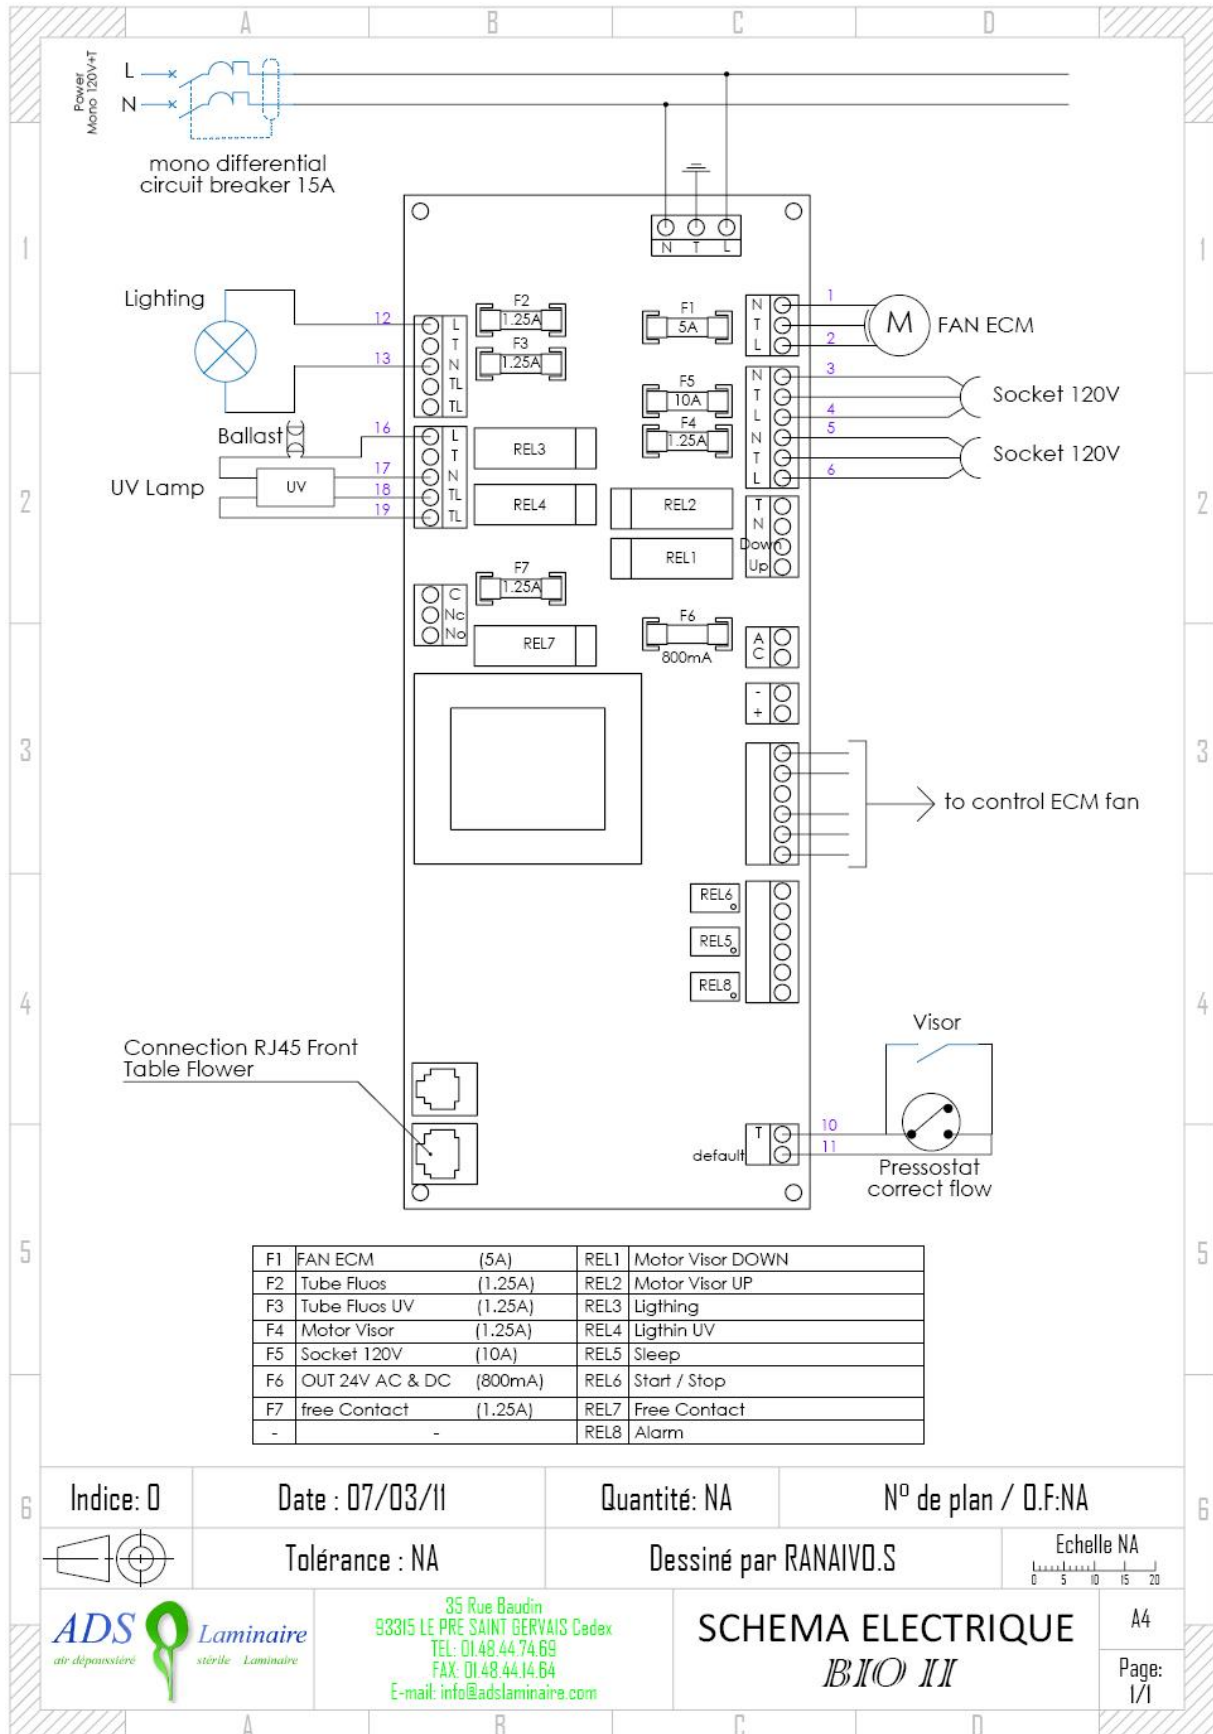 A B C D
Power
Mono 120V+T
L
N
mono differential
circuit breaker 15A
N T L
1 1
Lighting
12
13
L
T
N
TL
TL
F2
1.25A
F3
1.25A
F1
5A
N
T
L
1
2
M
FAN ECM
F5
10A
F4
1.25A
N
T
L
N
T
L
3
4
5
6
Socket 120V
Socket 120V
Ballast
UV Lamp
UV
16
17
18
19
L
T
N
TL
TL
REL3
REL4
REL2
REL1
T
N
Down
Up
2 2
C
Nc
No
F7
1.25A
REL7
F6
800mA
A
C
-
+
3 3
to control ECM fan
REL6
REL5
REL8
4 4
Connection RJ45 Front
Table Flower
Visor
T
default
10
11
Pressostat
correct flow
5 5
F1 FAN ECM (5A) REL1 Motor Visor DOWN
F2 Tube Fluos (1.25A) REL2 Motor Visor UP
F3 Tube Fluos UV (1.25A) REL3 Ligthing
F4 Motor Visor (1.25A) REL4 Ligthin UV
F5 Socket 120V (10A) REL5 Sleep
F6 OUT 24V AC & DC (800mA) REL6 Start / Stop
F7 free Contact (1.25A) REL7 Free Contact
- - REL8 Alarm
6 6
Indice: 0 Date : 07/03/11 Quantité: NA Nº de plan / O.F:NA
Tolérance : NA Dessiné par RANAIVO.S Echelle NA
0 5 10 15 20
ADS Laminaire
air dépoussiéré stérile Laminaire
35 Rue Baudin
93315 LE PRE SAINT GERVAIS Cedex
TEL: 01.48.44.74.69
FAX: 01.48.44.14.64
E-mail: info@adslaminaire.com
SCHEMA ELECTRIQUE
BIO II
A4
Page:
1/1
A B C D